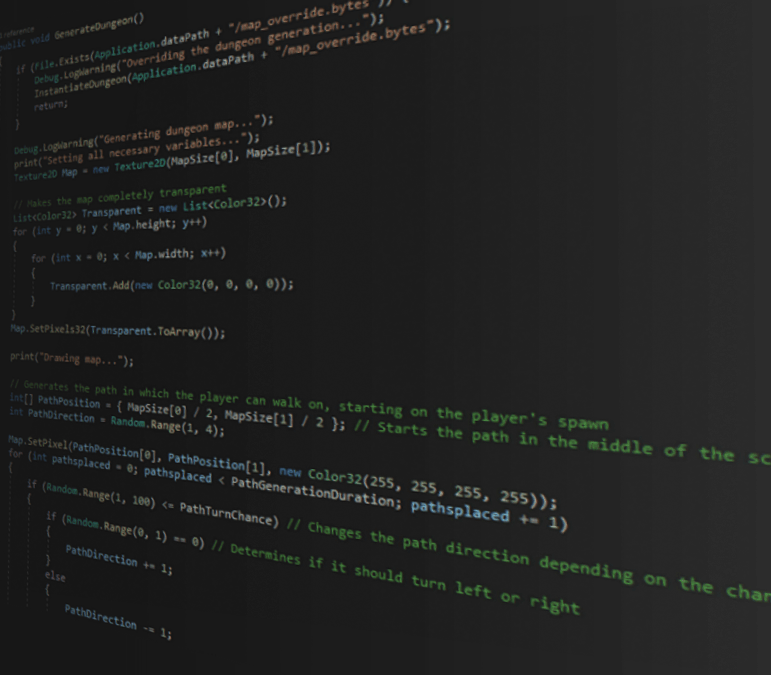 public void GenerateDungeon()
{
if (File.Exists(Application.dataPath + "/map_override.bytes")) {
Debug.LogWarning("Overriding the dungeon generation...");
InstantiateDungeon(Application.dataPath + "/map_override.bytes");
return;
}
Debug.LogWarning("Generating dungeon map...");
print("Setting all necessary variables...");
Texture2D Map = new Texture2D(MapSize[0], MapSize[1]);
// Makes the map completely transparent
List<Color32> Transparent = new List<Color32>();
for (int y = 0; y < Map.height; y++)
{
for (int x = 0; x < Map.width; x++)
{
Transparent.Add(new Color32(0, 0, 0, 0));
}
}
Map.SetPixels32(Transparent.ToArray());
print("Drawing map...");
// Generates the path in which the player can walk on, starting on the player's spawn
int[] PathPosition = { MapSize[0] / 2, MapSize[1] / 2 }; // Starts the path in the middle of the sc
int PathDirection = Random.Range(1, 4);
Map.SetPixel(PathPosition[0], PathPosition[1], new Color32(255, 255, 255, 255));
for (int pathsplaced = 0; pathsplaced < PathGenerationDuration; pathsplaced += 1)
{
if (Random.Range(1, 100) <= PathTurnChance) // Changes the path direction depending on the chan
{
if (Random.Range(0, 1) == 0) // Determines if it should turn left or right
{
PathDirection += 1;
}
else
{
PathDirection -= 1;